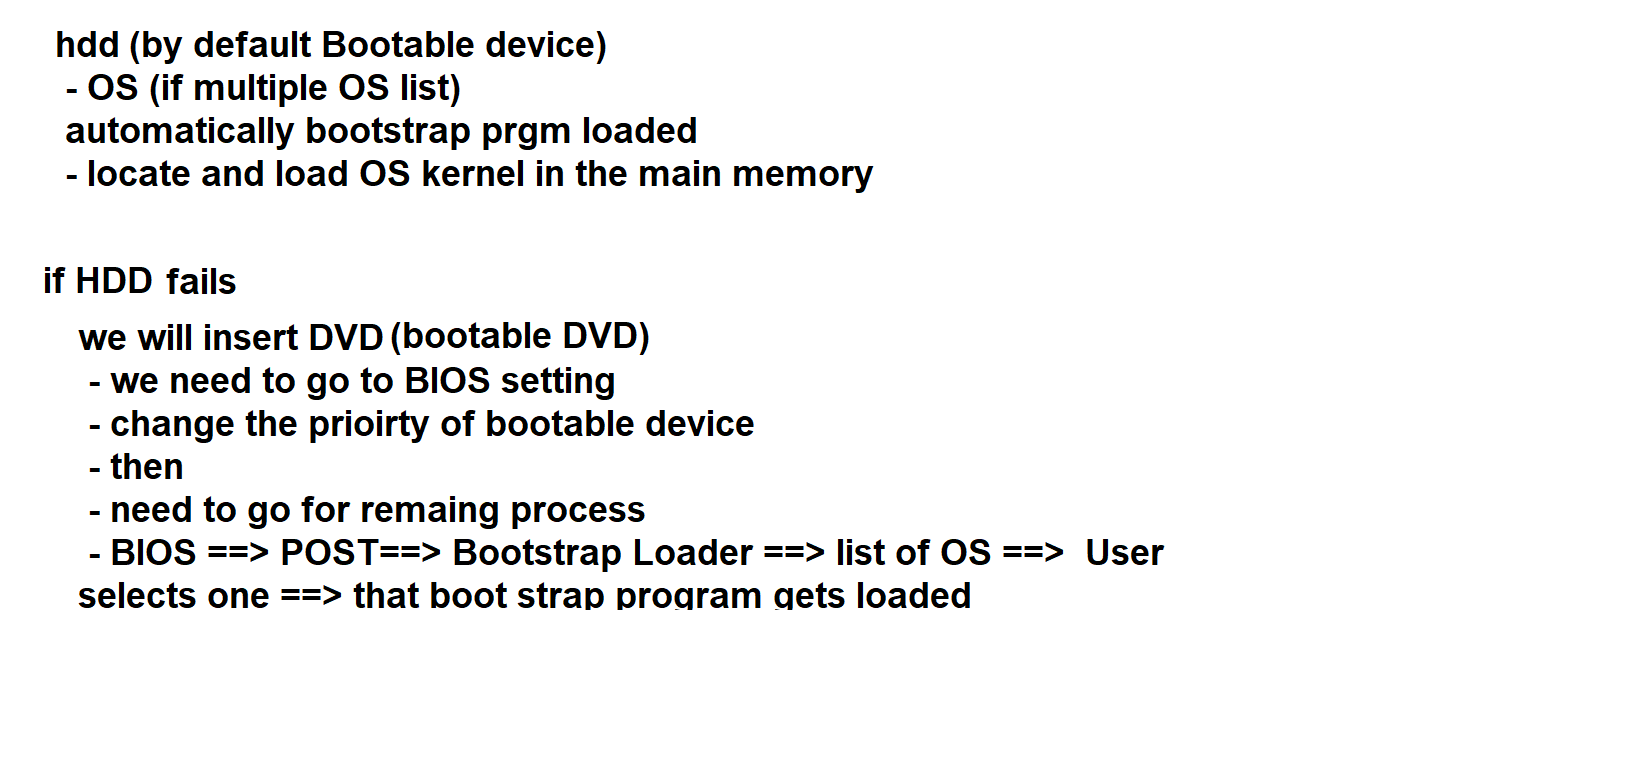 hdd (by default Bootable device)
- OS (if multiple OS list)
automatically bootstrap prgm loaded
- locate and load OS kernel in the main memory
if HDD fails
we will insert DVD (bootable DVD)
- we need to go to BIOS setting
- change the prioirty of bootable device
- then
- need to go for remaing process
- BIOS ==> POST==> Bootstrap Loader ==> list of OS ==>  User
selects one ==> that boot strap program gets loaded